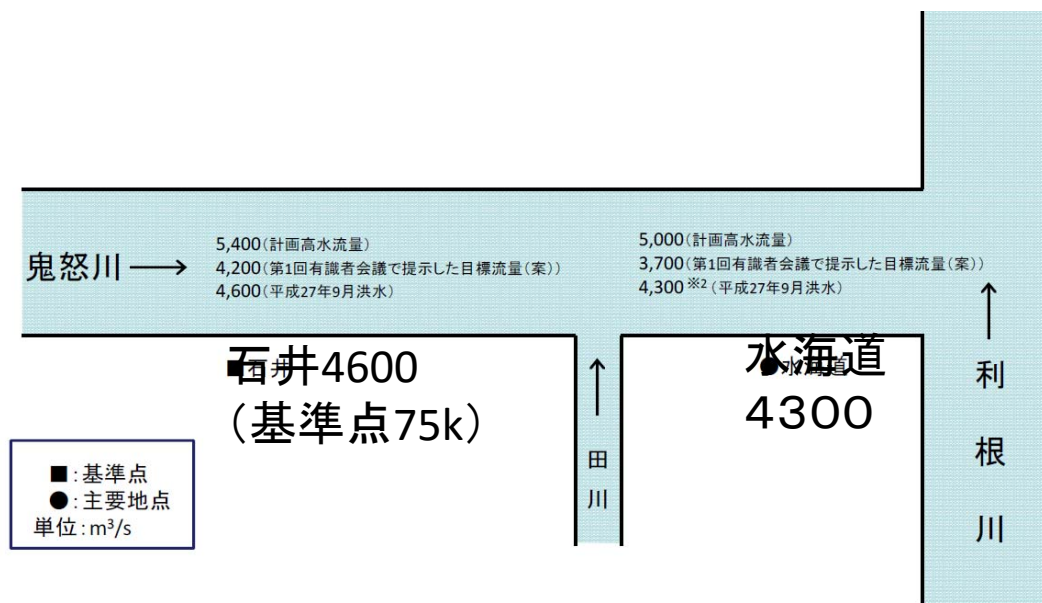 5,400(計画高水流量)
4,200(第1回有識者会議で提示した目標流量(案))
4,600(平成27年9月洪水)
5,000(計画高水流量)
3,700(第1回有識者会議で提示した目標流量(案))
4,300※2(平成27年9月洪水)
鬼怒川→
■石井
石井4600
(基準点75k)
●水海道
水海道
4300
田川
利根川
■:基準点
●:主要地点
単位:m³/s